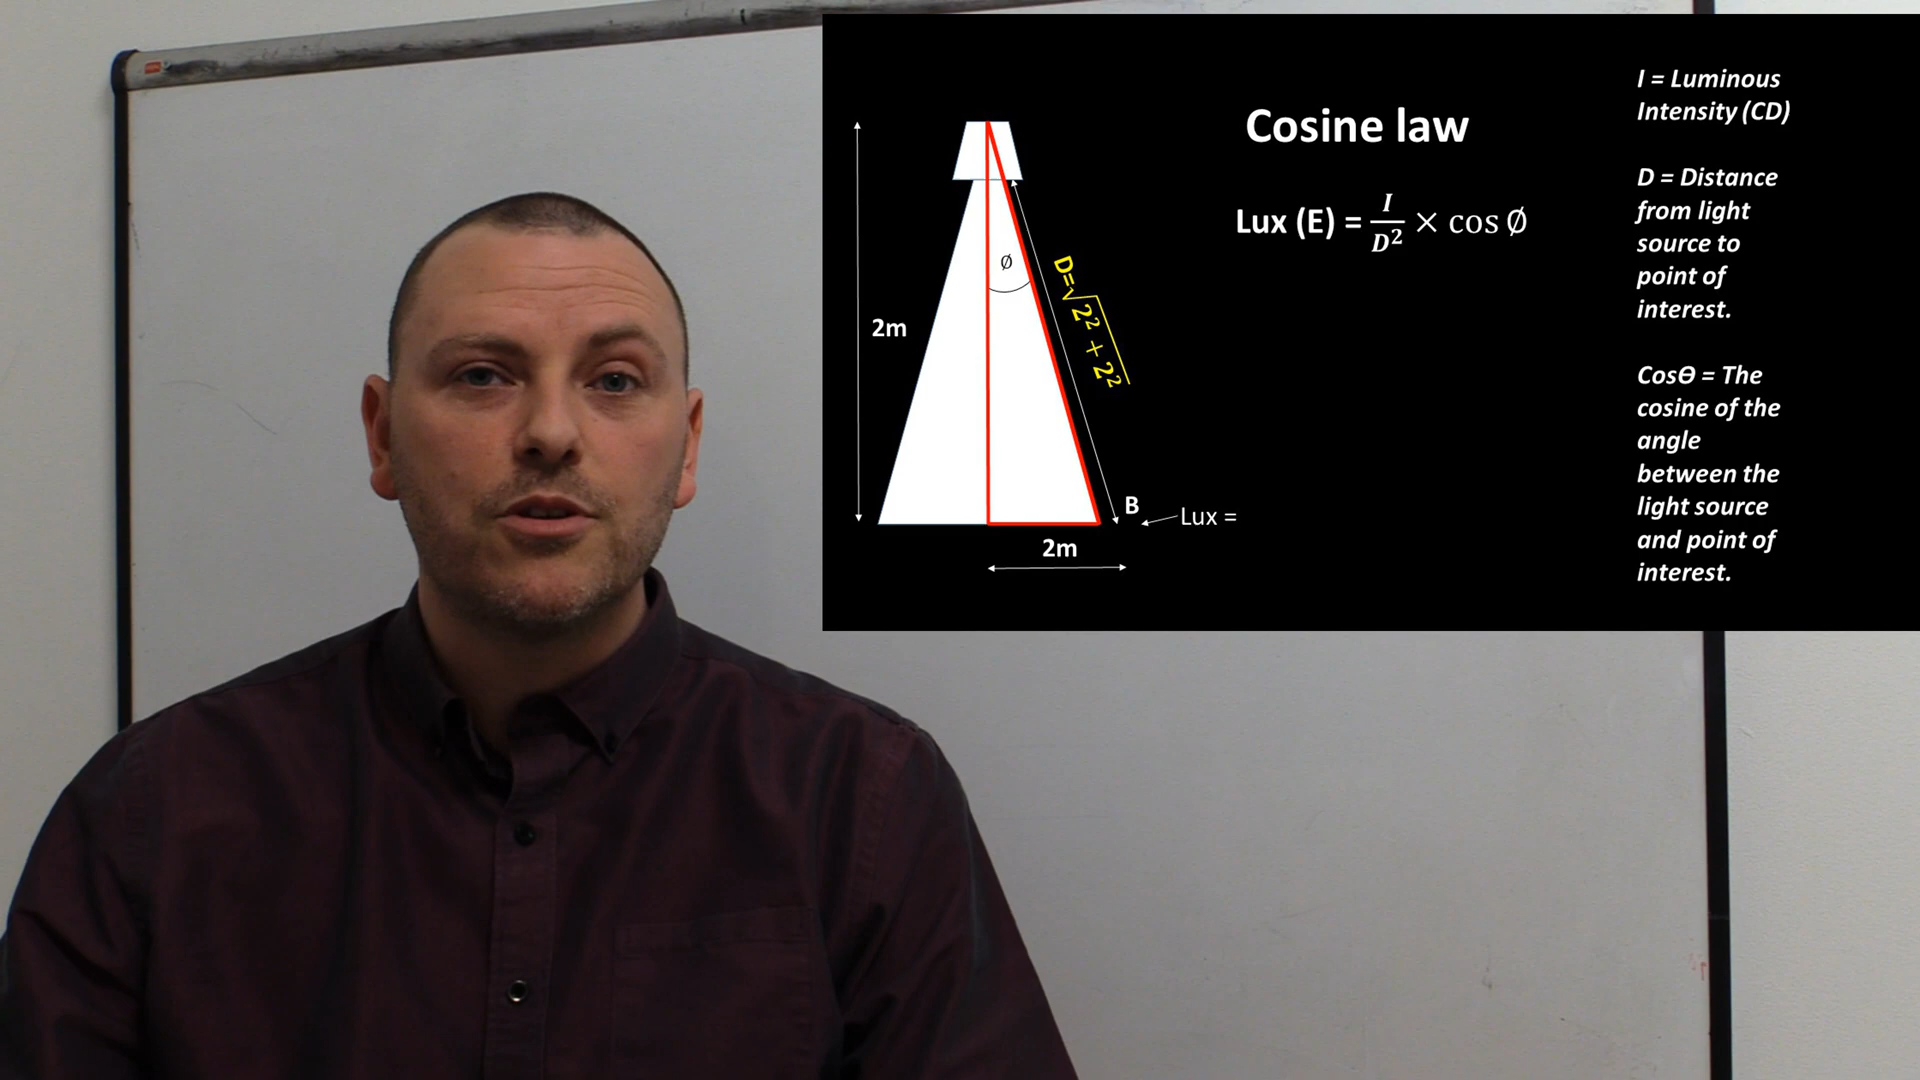 Cosine law
Lux (E) = I/D² × cos Ø
I = Luminous
Intensity (CD)
D = Distance
from light
source to
point of
interest.
CosƟ = The
cosine of the
angle
between the
light source
and point of
interest.
Ø
D=√2² + 2²
2m
B
Lux =
2m